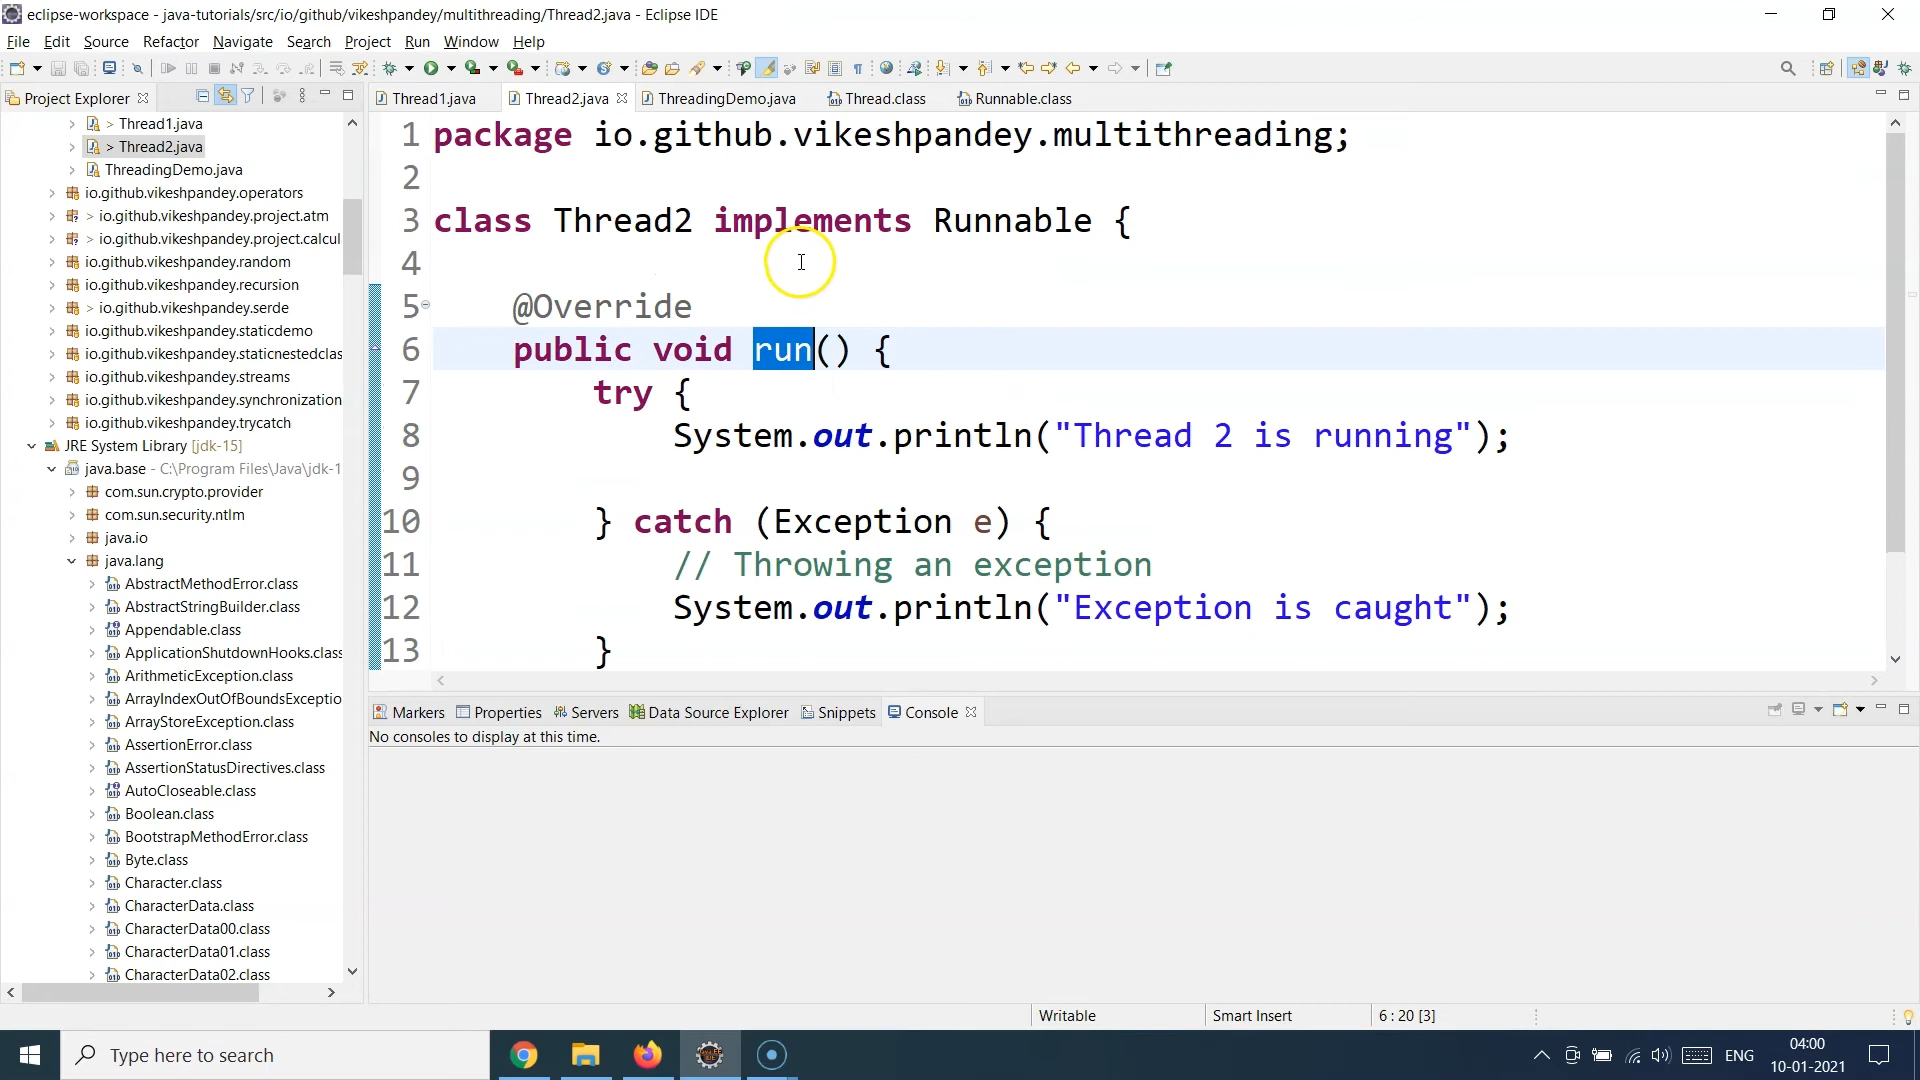 eclipse-workspace - java-tutorials/src/io/github/vikeshpandey/multithreading/Thread2.java - Eclipse IDE
File Edit Source Refactor Navigate Search Project Run Window Help
Project Explorer
Thread1.java Thread2.java ThreadingDemo.java Thread.class Runnable.class
> Thread1.java
> Thread2.java
ThreadingDemo.java
io.github.vikeshpandey.operators
> io.github.vikeshpandey.project.atm
> io.github.vikeshpandey.project.calcul
io.github.vikeshpandey.random
io.github.vikeshpandey.recursion
> io.github.vikeshpandey.serde
io.github.vikeshpandey.staticdemo
io.github.vikeshpandey.staticnestedclas
io.github.vikeshpandey.streams
io.github.vikeshpandey.synchronization
io.github.vikeshpandey.trycatch
JRE System Library [jdk-15]
java.base - C:\Program Files\Java\jdk-1
com.sun.crypto.provider
com.sun.security.ntlm
java.io
java.lang
AbstractMethodError.class
AbstractStringBuilder.class
Appendable.class
ApplicationShutdownHooks.class
ArithmeticException.class
ArrayIndexOutOfBoundsExceptio
ArrayStoreException.class
AssertionError.class
AssertionStatusDirectives.class
AutoCloseable.class
Boolean.class
BootstrapMethodError.class
Byte.class
Character.class
CharacterData.class
CharacterData00.class
CharacterData01.class
CharacterData02.class
1 package io.github.vikeshpandey.multithreading;
2
3 class Thread2 implements Runnable {
4
5 @Override
6 public void run() {
7 try {
8 System.out.println("Thread 2 is running");
9
10 } catch (Exception e) {
11 // Throwing an exception
12 System.out.println("Exception is caught");
13 }
Markers Properties Servers Data Source Explorer Snippets Console
No consoles to display at this time.
Writable Smart Insert 6 : 20 [3]
Type here to search
ENG
04:00
10-01-2021